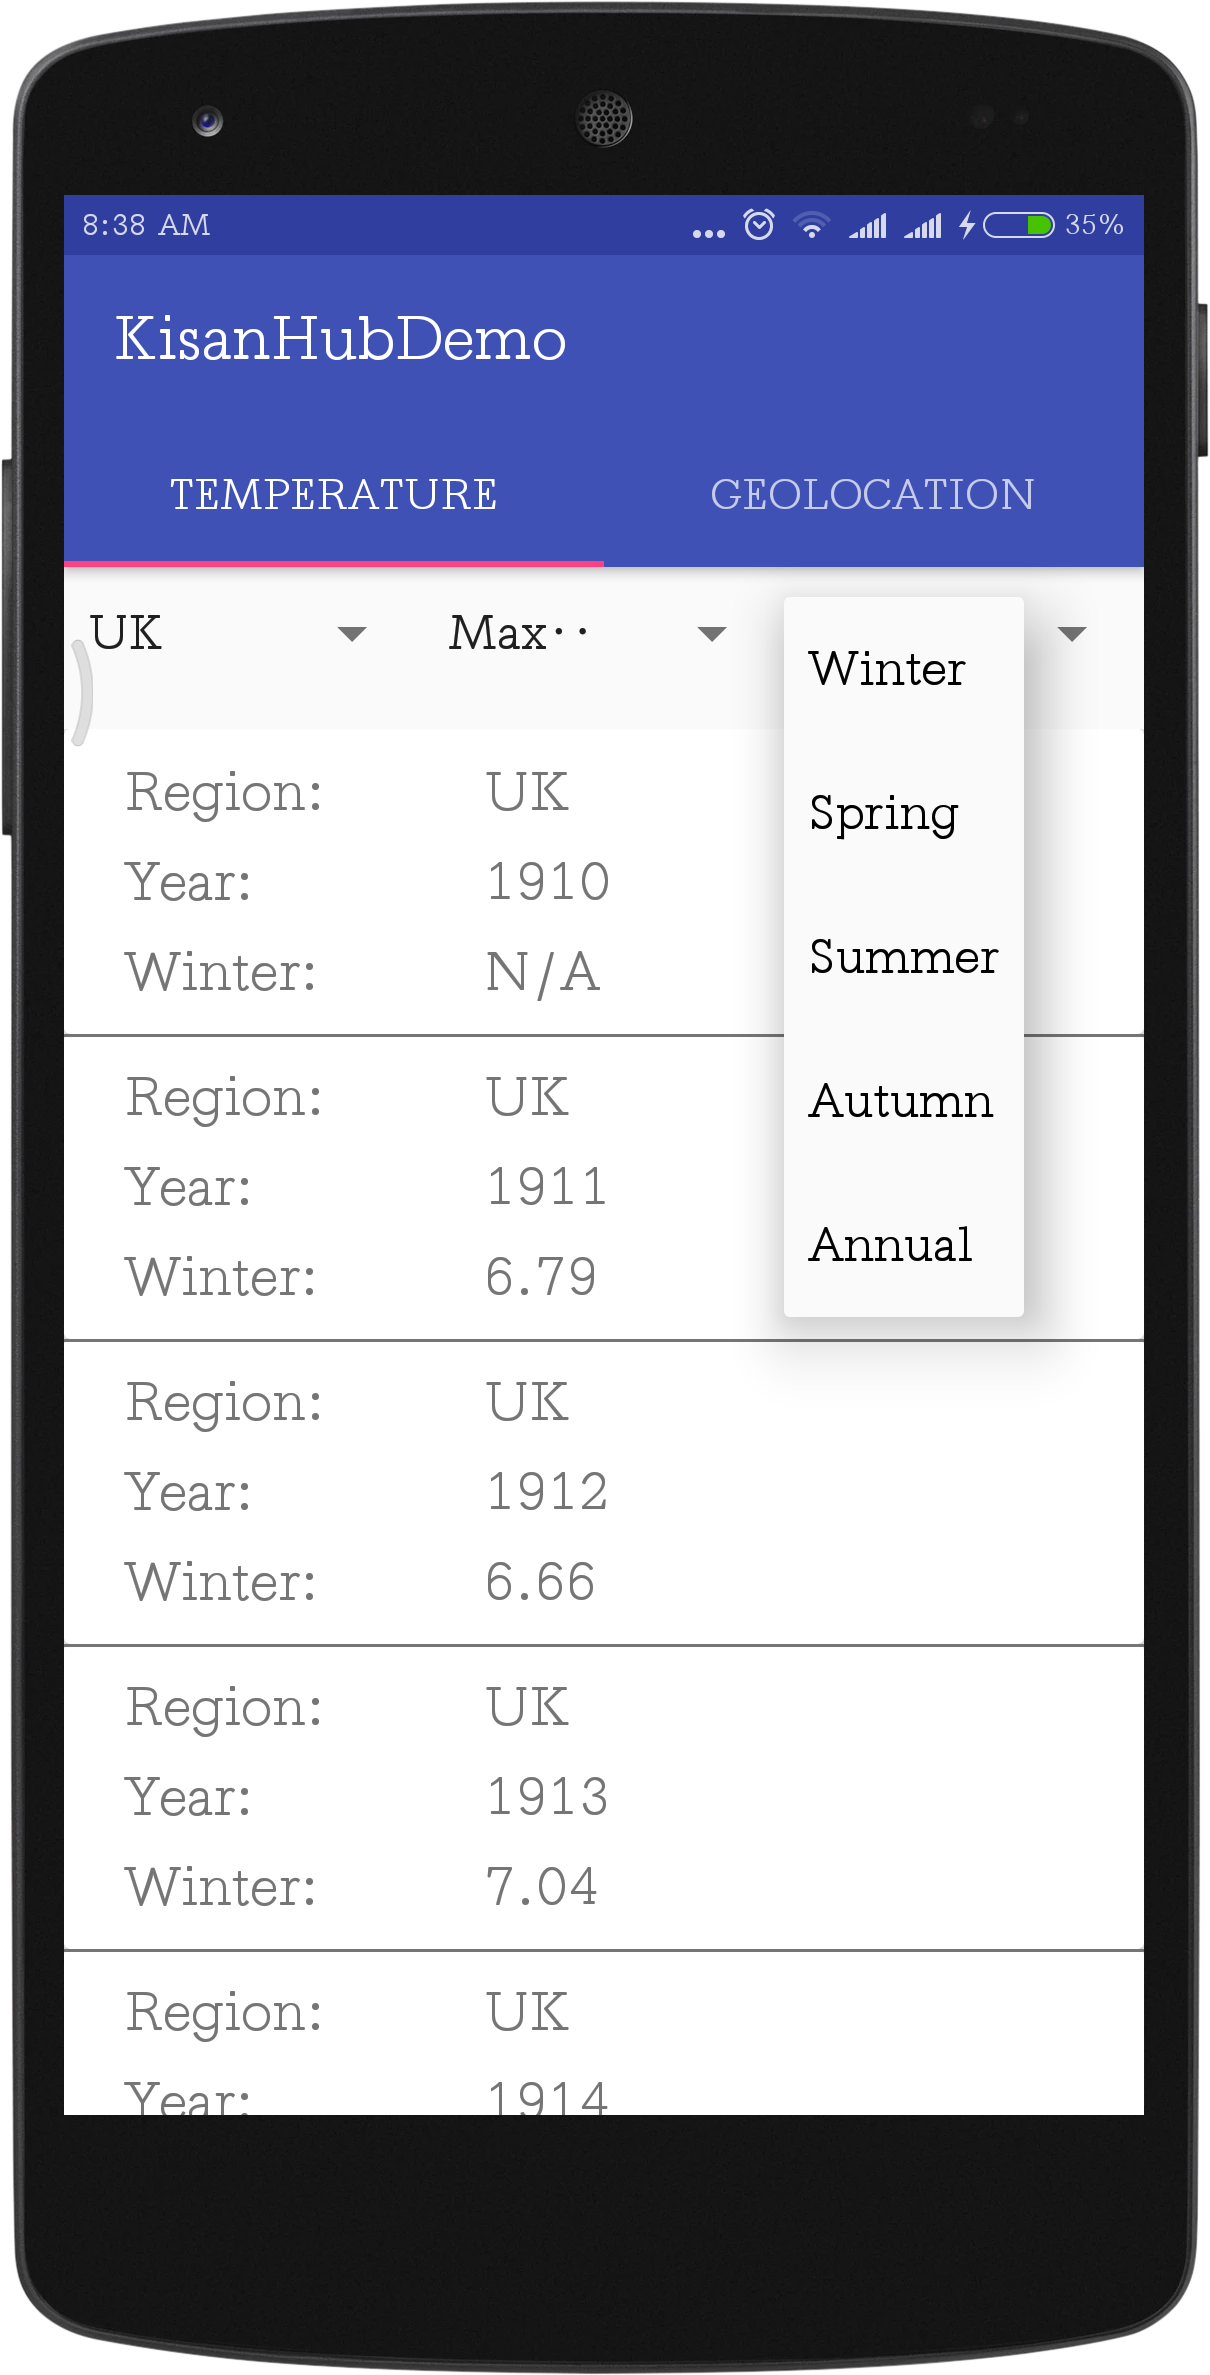 8:38 AM 35%
KisanHubDemo
TEMPERATURE GEOLOCATION
UK Max··
Winter
Spring
Summer
Autumn
Annual
Region: UK
Year: 1910
Winter: N/A
Region: UK
Year: 1911
Winter: 6.79
Region: UK
Year: 1912
Winter: 6.66
Region: UK
Year: 1913
Winter: 7.04
Region: UK
Year: 1914